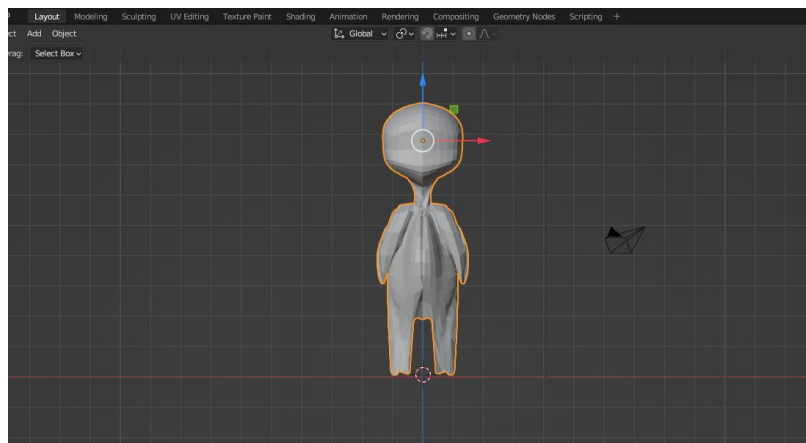 Layout Modeling Sculpting UV Editing Texture Paint Shading Animation Rendering Compositing Geometry Nodes Scripting +
Add Object Global
Select Box